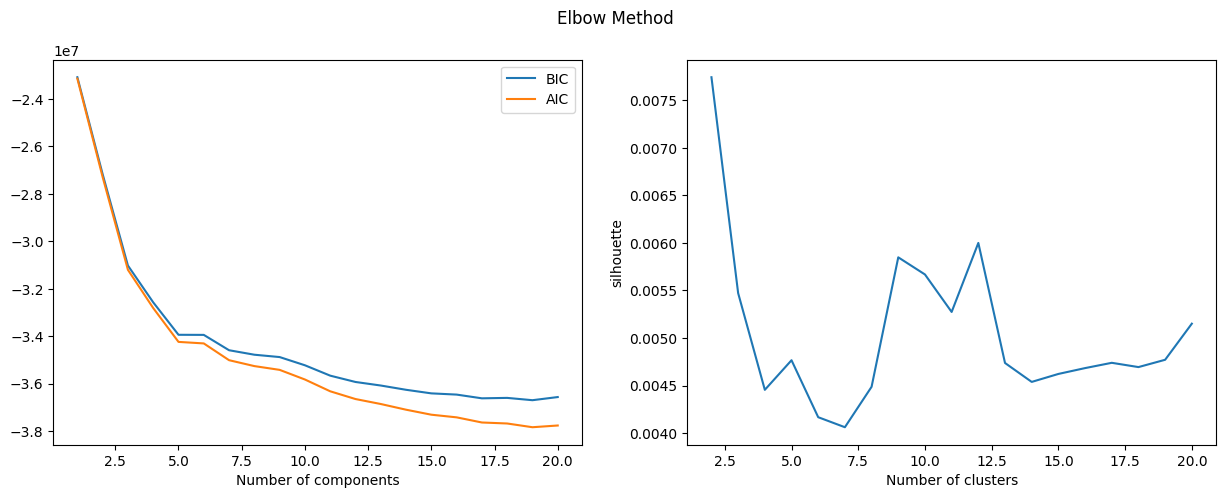 Elbow Method
1e7
−2.4
−2.6
−2.8
−3.0
−3.2
−3.4
−3.6
−3.8
BIC
AIC
2.5 5.0 7.5 10.0 12.5 15.0 17.5 20.0
Number of components
silhouette
0.0075
0.0070
0.0065
0.0060
0.0055
0.0050
0.0045
0.0040
2.5 5.0 7.5 10.0 12.5 15.0 17.5 20.0
Number of clusters